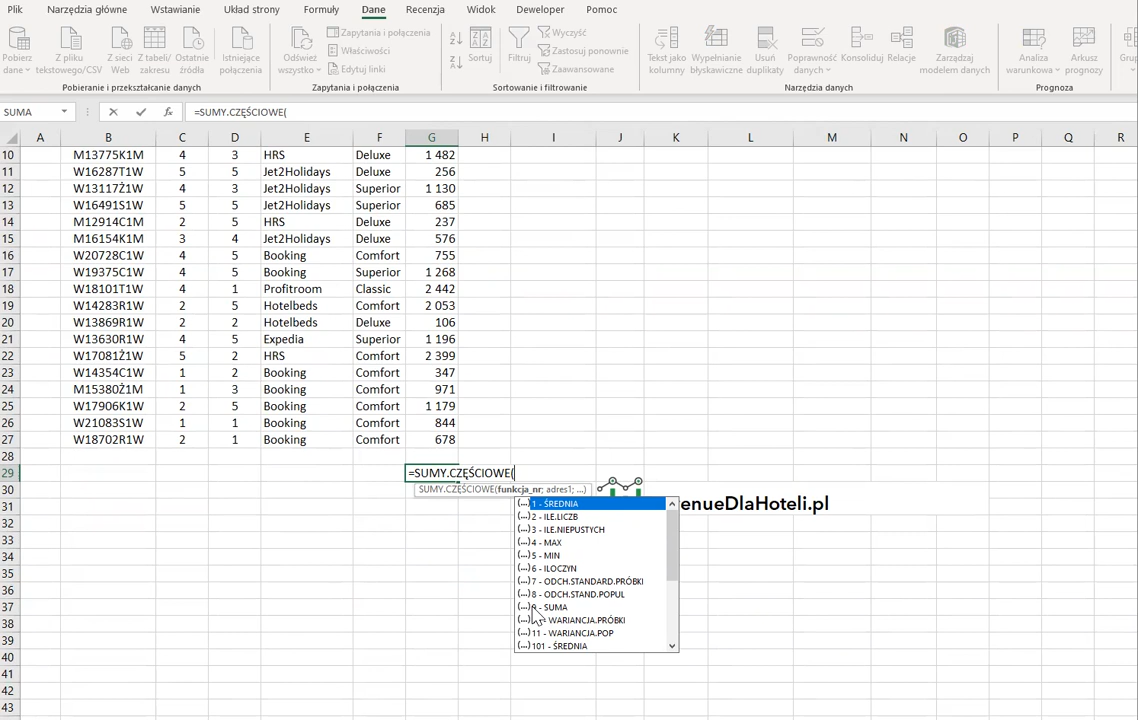 Plik Narzędzia główne Wstawianie Układ strony Formuły Dane Recenzja Widok Deweloper Pomoc
Pobierz dane Z pliku tekstowego/CSV Z sieci Web Z tabeli/ zakresu Ostatnie źródła Istniejące połączenia
Pobieranie i przekształcanie danych
Odśwież wszystko Zapytania i połączenia
Właściwości
Edytuj linki
Zapytania i połączenia
Sortuj Filtruj Wyczyść
Zastosuj ponownie
Zaawansowane
Sortowanie i filtrowanie
Tekst jako kolumny Wypełnianie błyskawiczne Usuń duplikaty Poprawność danych Konsoliduj Relacje Zarządzaj modelem danych
Narzędzia danych
Analiza warunkowa Arkusz prognozy
Prognoza
Grup
SUMA fx =SUMY.CZĘŚCIOWE(
A B C D E F G H I J K L M N O P Q R
10 M13775K1M 4 3 HRS Deluxe 1 482
11 W16287T1W 5 5 Jet2Holidays Deluxe 256
12 W13117Ż1W 4 3 Jet2Holidays Superior 1 130
13 W16491S1W 5 5 Jet2Holidays Superior 685
14 M12914C1M 2 5 HRS Deluxe 237
15 M16154K1M 3 4 Jet2Holidays Deluxe 576
16 W20728C1W 4 5 Booking Comfort 755
17 W19375C1W 4 5 Booking Superior 1 268
18 W18101T1W 4 1 Profitroom Classic 2 442
19 W14283R1W 2 5 Hotelbeds Comfort 2 053
20 W13869R1W 2 2 Hotelbeds Deluxe 106
21 W13630R1W 4 5 Expedia Superior 1 196
22 W17081Ż1W 5 2 HRS Comfort 2 399
23 W14354C1W 1 2 Booking Comfort 347
24 M15380Ż1M 1 3 Booking Comfort 971
25 W17906K1W 2 5 Booking Comfort 1 179
26 W21083S1W 1 1 Booking Comfort 844
27 W18702R1W 2 1 Booking Comfort 678
28
29 =SUMY.CZĘŚCIOWE(
30 SUMY.CZĘŚCIOWE(funkcja_nr; adres1; ...)
31 (...) 1 - ŚREDNIA enueDlaHoteli.pl
(...) 2 - ILE.LICZB
32 (...) 3 - ILE.NIEPUSTYCH
33 (...) 4 - MAX
34 (...) 5 - MIN
35 (...) 6 - ILOCZYN
(...) 7 - ODCH.STANDARD.PRÓBKI
36 (...) 8 - ODCH.STAND.POPUL
37 (...) 9 - SUMA
38 (...) WARIANCJA.PRÓBKI
39 (...) 11 - WARIANCJA.POP
(...) 101 - ŚREDNIA
40
41
42
43